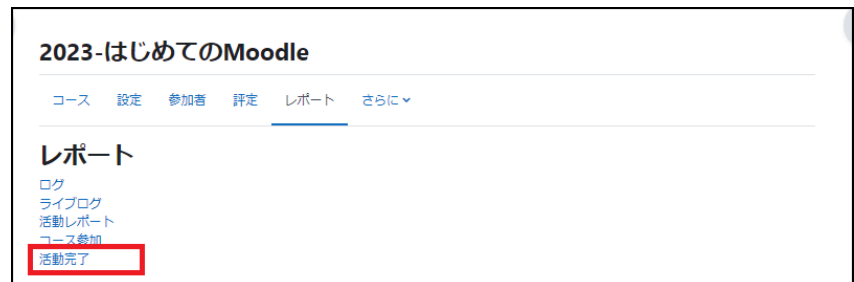 2023-はじめてのMoodle
コース 設定 参加者 評定 レポート さらに
レポート
ログ
ライブログ
活動レポート
コース参加
活動完了